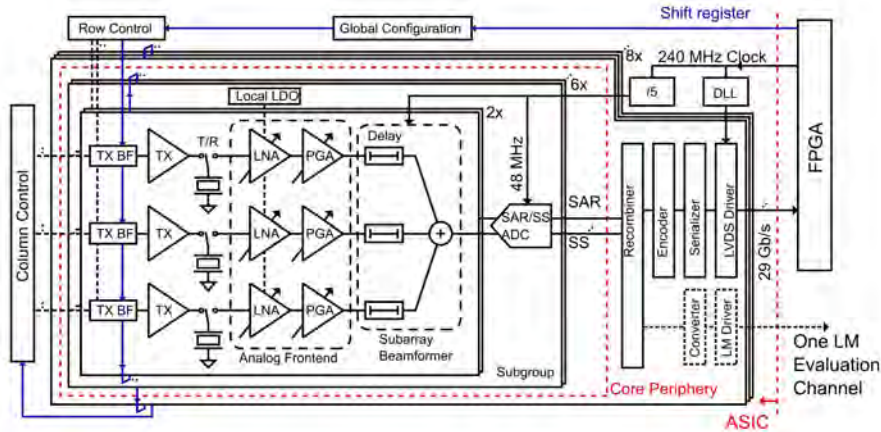 Shift register
Row Control
Global Configuration
8x
240 MHz Clock
6x
/5
DLL
Local LDO
2x
Delay
T/R
TX BF
TX
LNA
PGA
48 MHz
SAR
SAR/SS
ADC
SS
TX BF
TX
LNA
PGA
+
TX BF
TX
LNA
PGA
Column Control
Recombiner
Encoder
Serializer
LVDS Driver
29 Gb/s
FPGA
Converter
LM Driver
Analog Frontend
Subarray
Beamformer
Subgroup
Core Periphery
One LM
Evaluation
Channel
ASIC